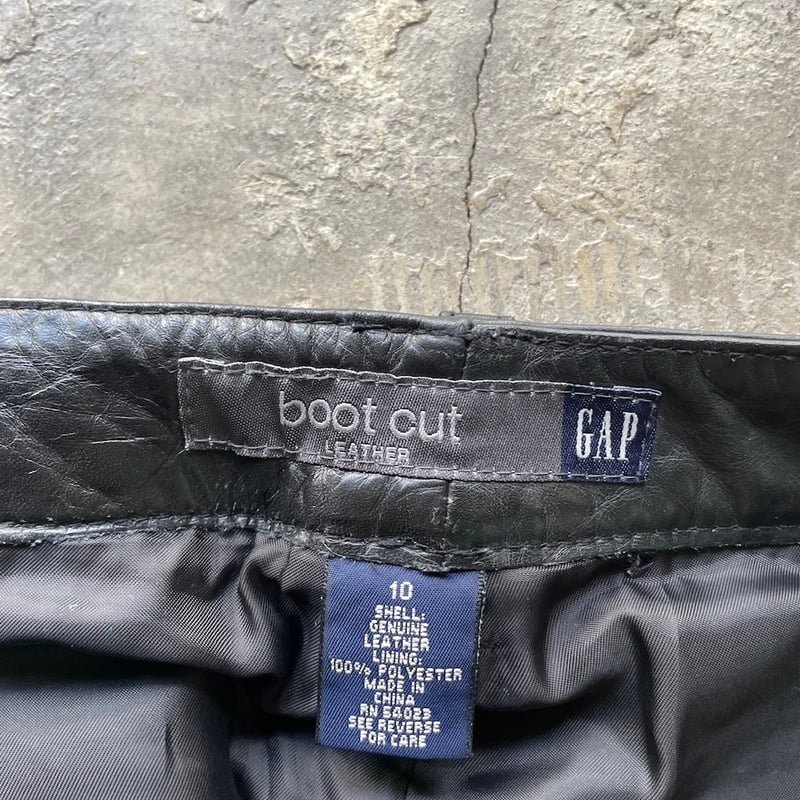 boot cut
LEATHER
GAP
10
SHELL:
GENUINE
LEATHER
LINING:
100% POLYESTER
MADE IN
CHINA
RN 54023
SEE REVERSE
FOR CARE